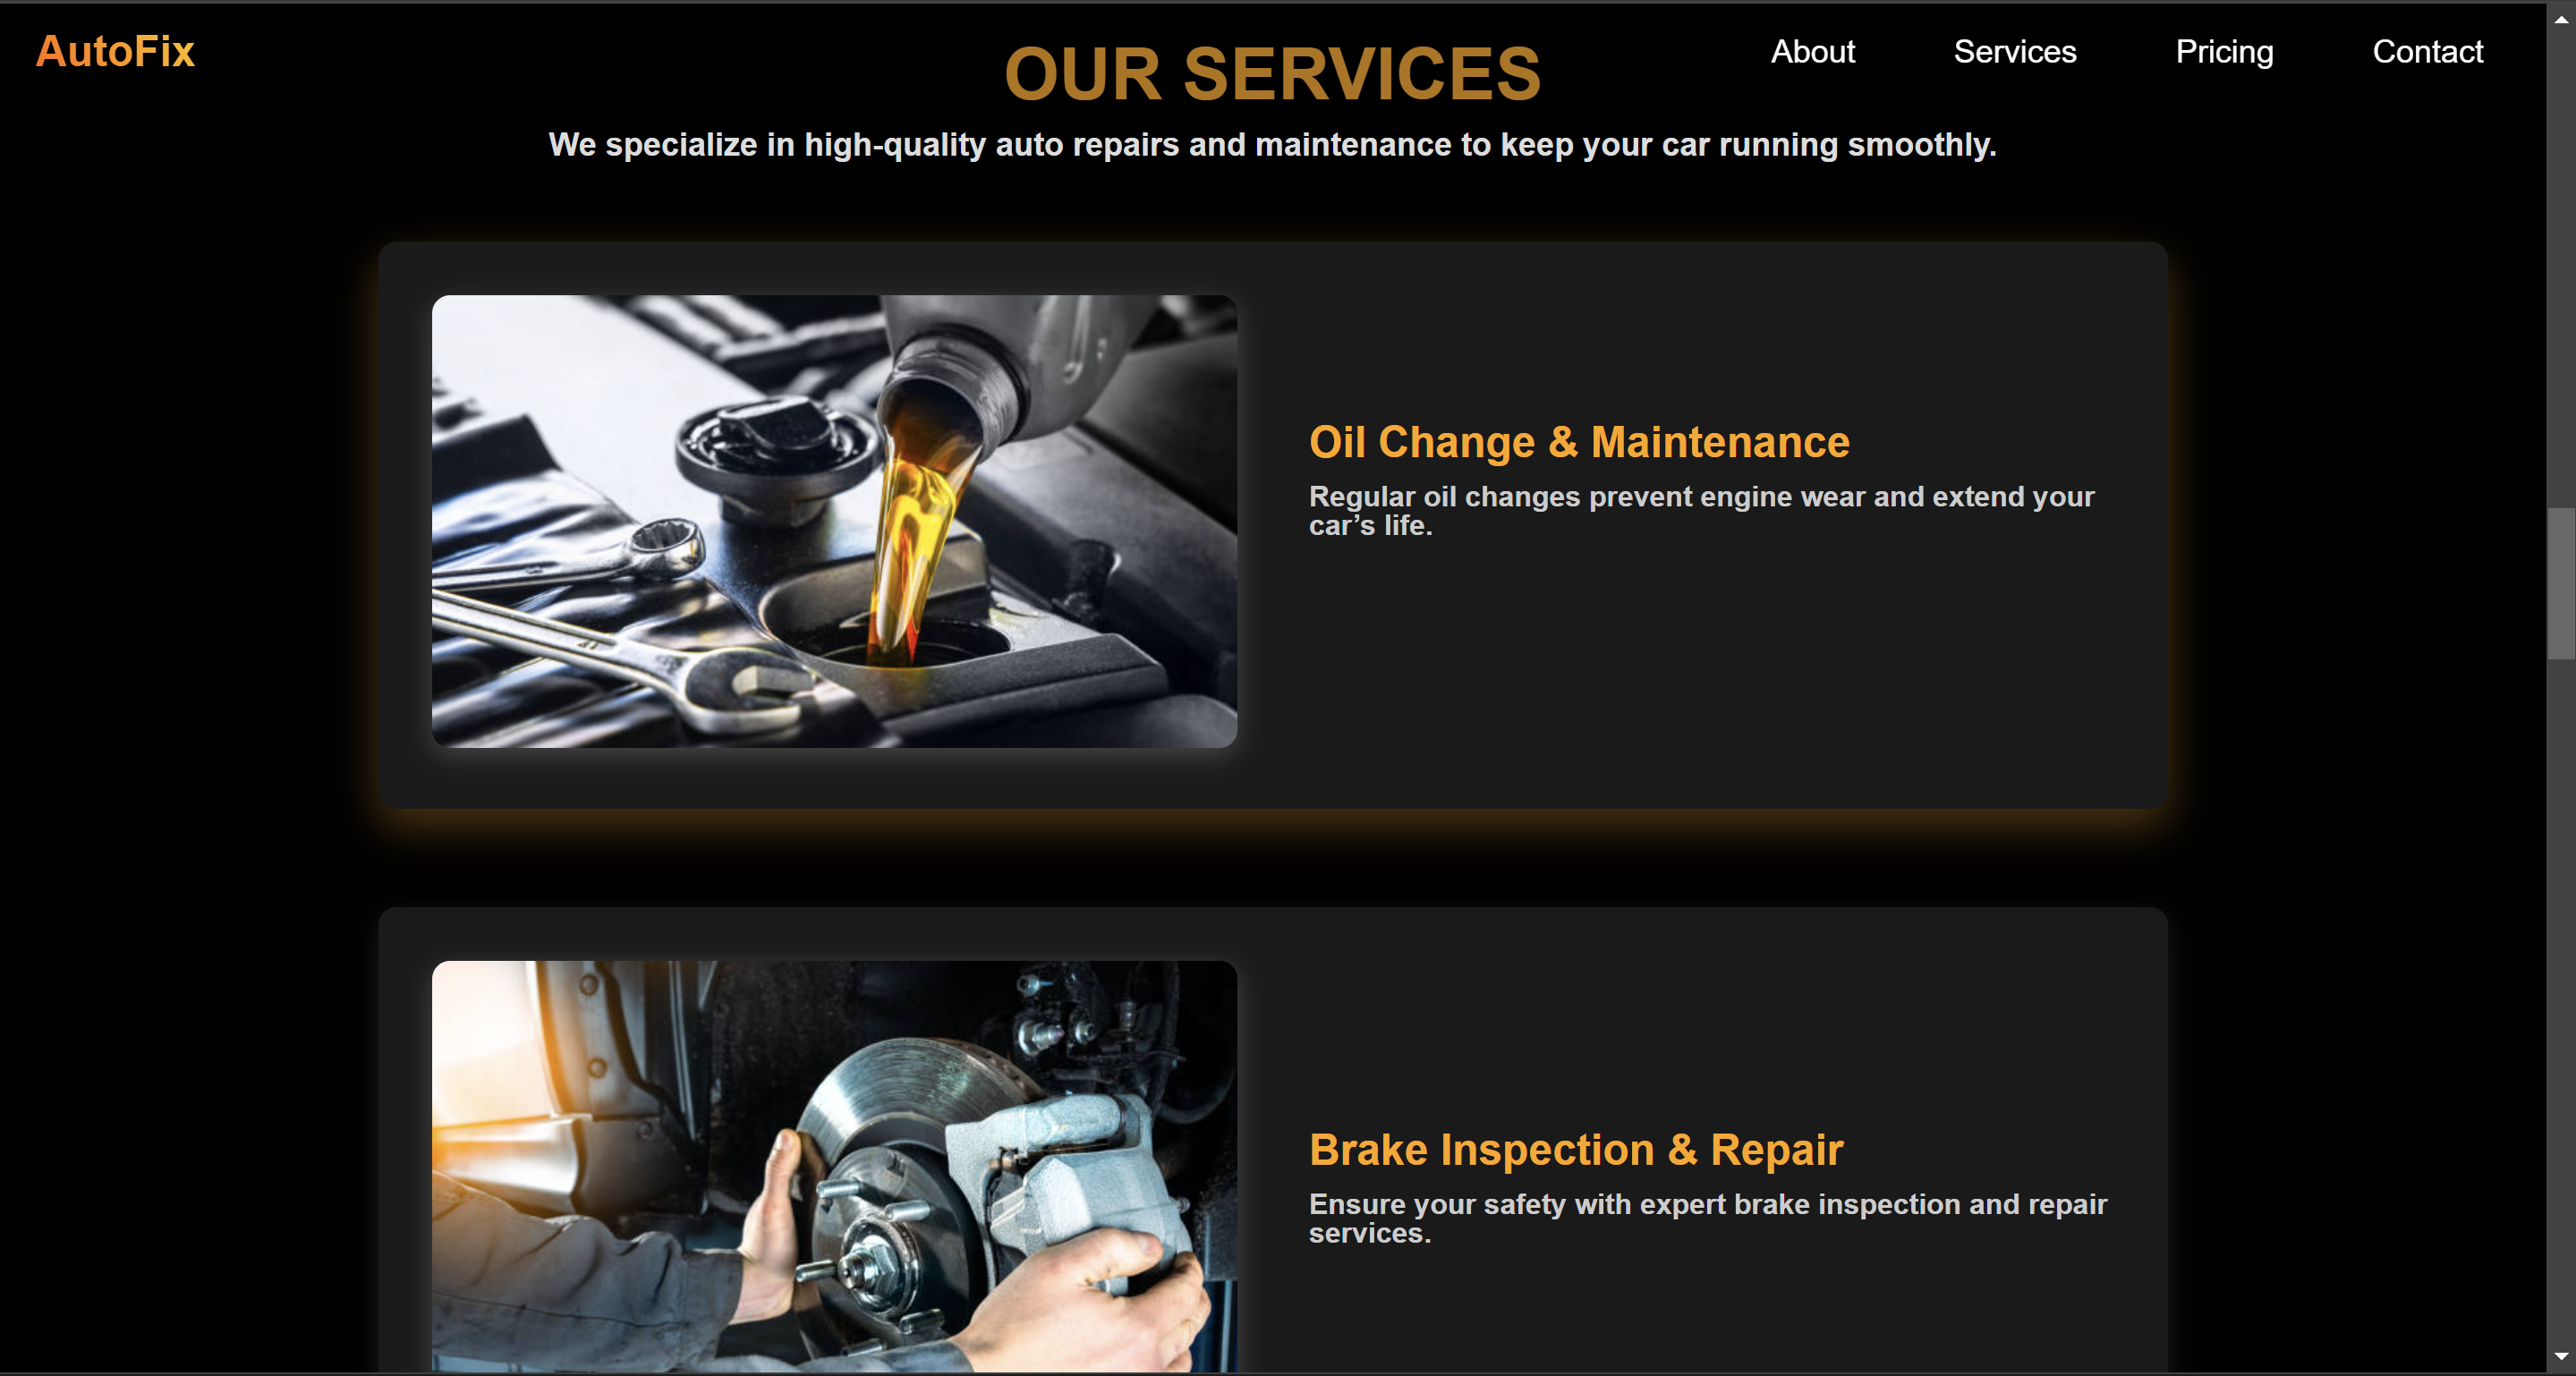 AutoFix
About
Services
Pricing
Contact
OUR SERVICES
We specialize in high-quality auto repairs and maintenance to keep your car running smoothly.
Oil Change & Maintenance
Regular oil changes prevent engine wear and extend your
car’s life.
Brake Inspection & Repair
Ensure your safety with expert brake inspection and repair
services.